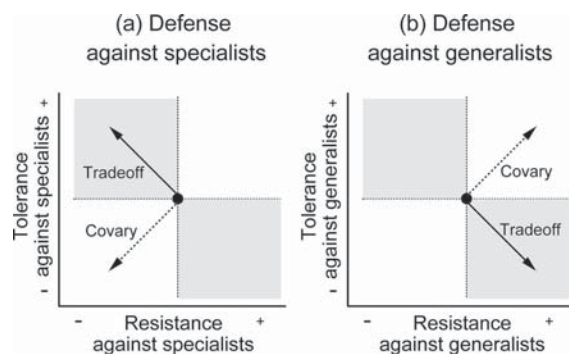 (a) Defense
against specialists
(b) Defense
against generalists
Tolerance
- against specialists +
Tradeoff
Covary
- Resistance +
against specialists
Tolerance
- against generalists +
Covary
Tradeoff
- Resistance +
against generalists